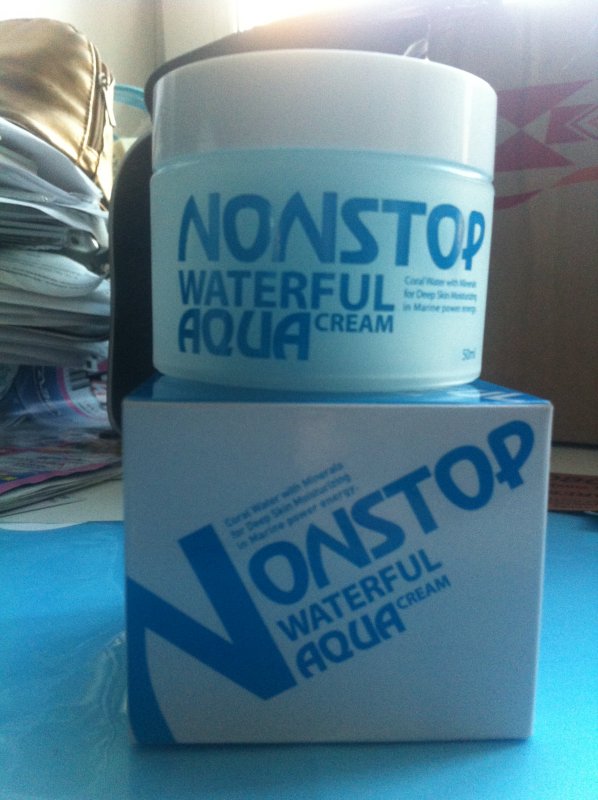 NONSTOP
WATERFUL
AQUA CREAM
Coral Water with Minerals
for Deep Skin Moisturizing
in Marine power energy
50ml
Coral Water with Minerals
for Deep Skin Moisturizing
in Marine power energy
NONSTOP
WATERFUL
AQUA CREAM